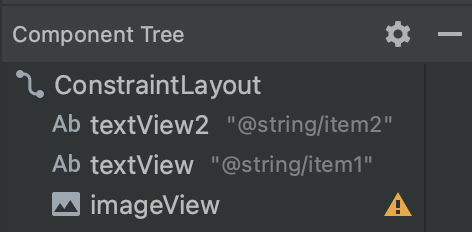 Component Tree
ConstraintLayout
Ab textView2 "@string/item2"
Ab textView "@string/item1"
imageView